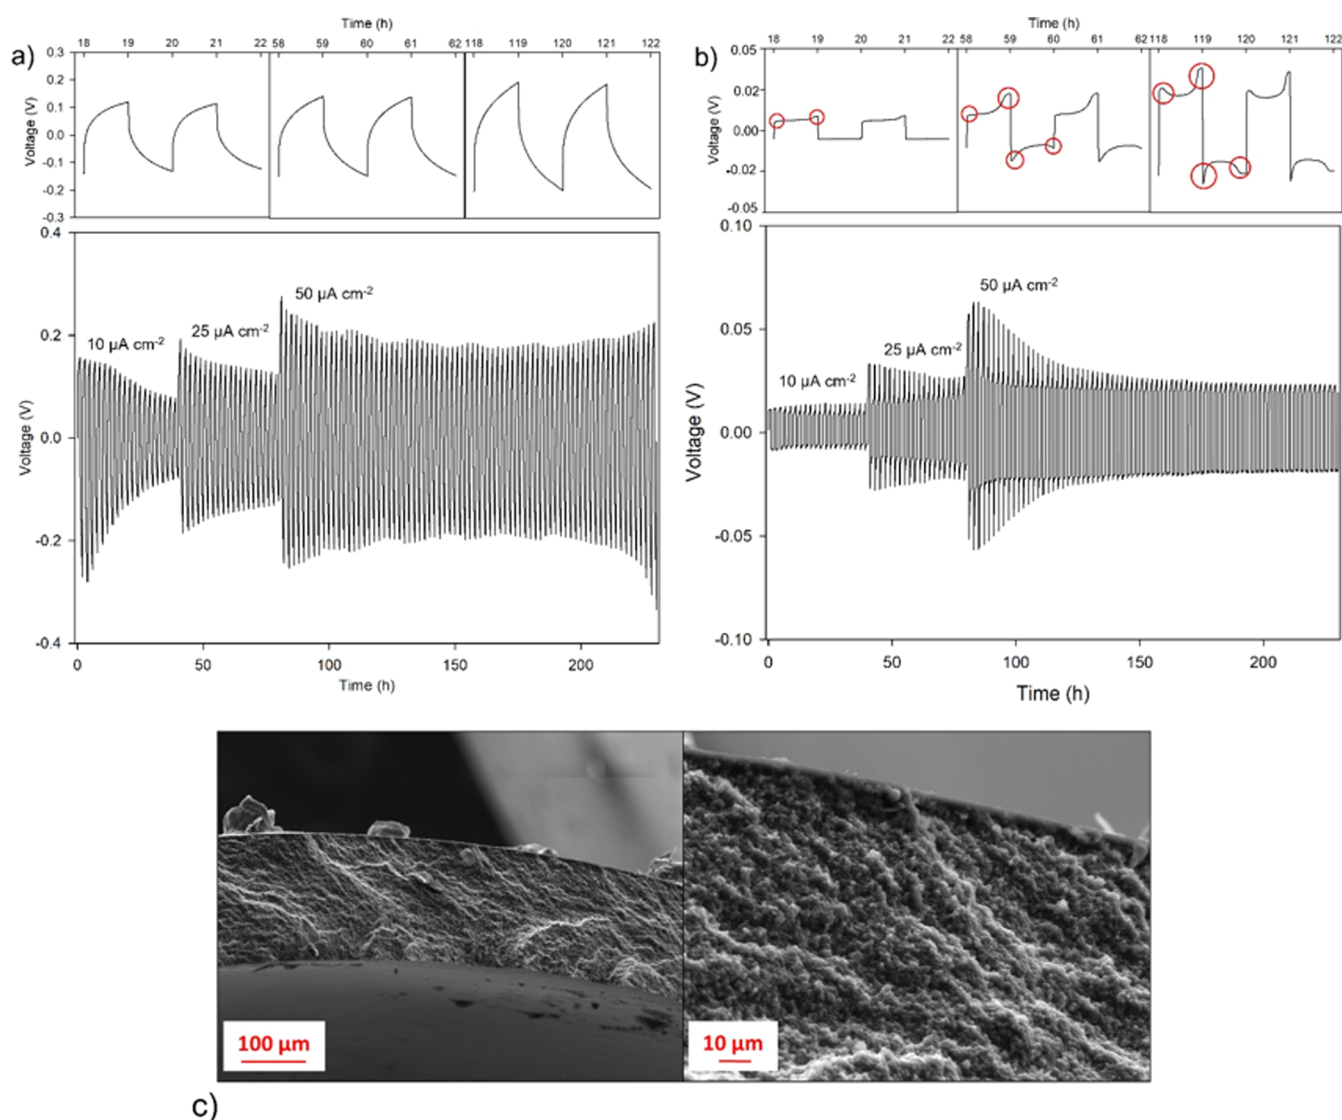 Time (h)
18 19 20 21 22 58 59 60 61 62 118 119 120 121 122
a)
Voltage (V)
0.3
0.2
0.1
0.0
-0.1
-0.2
-0.3
Voltage (V)
0.4
0.2
0.0
-0.2
-0.4
10 µA cm-2
25 µA cm-2
50 µA cm-2
0 50 100 150 200
Time (h)
Time (h)
18 19 20 21 22 58 59 60 61 62 118 119 120 121 122
b)
Voltage (V)
0.05
0.02
0.00
-0.02
-0.05
Voltage (V)
0.10
0.05
0.00
-0.05
-0.10
10 µA cm-2
25 µA cm-2
50 µA cm-2
0 50 100 150 200
Time (h)
100 µm
10 µm
c)